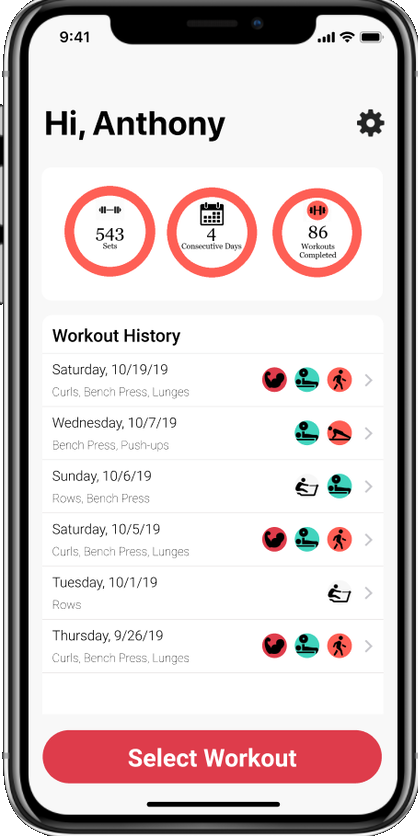 9:41
Hi, Anthony
543
Sets
4
Consecutive Days
86
Workouts
Completed
Workout History
Saturday, 10/19/19
Curls, Bench Press, Lunges
Wednesday, 10/7/19
Bench Press, Push-ups
Sunday, 10/6/19
Rows, Bench Press
Saturday, 10/5/19
Curls, Bench Press, Lunges
Tuesday, 10/1/19
Rows
Thursday, 9/26/19
Curls, Bench Press, Lunges
Select Workout